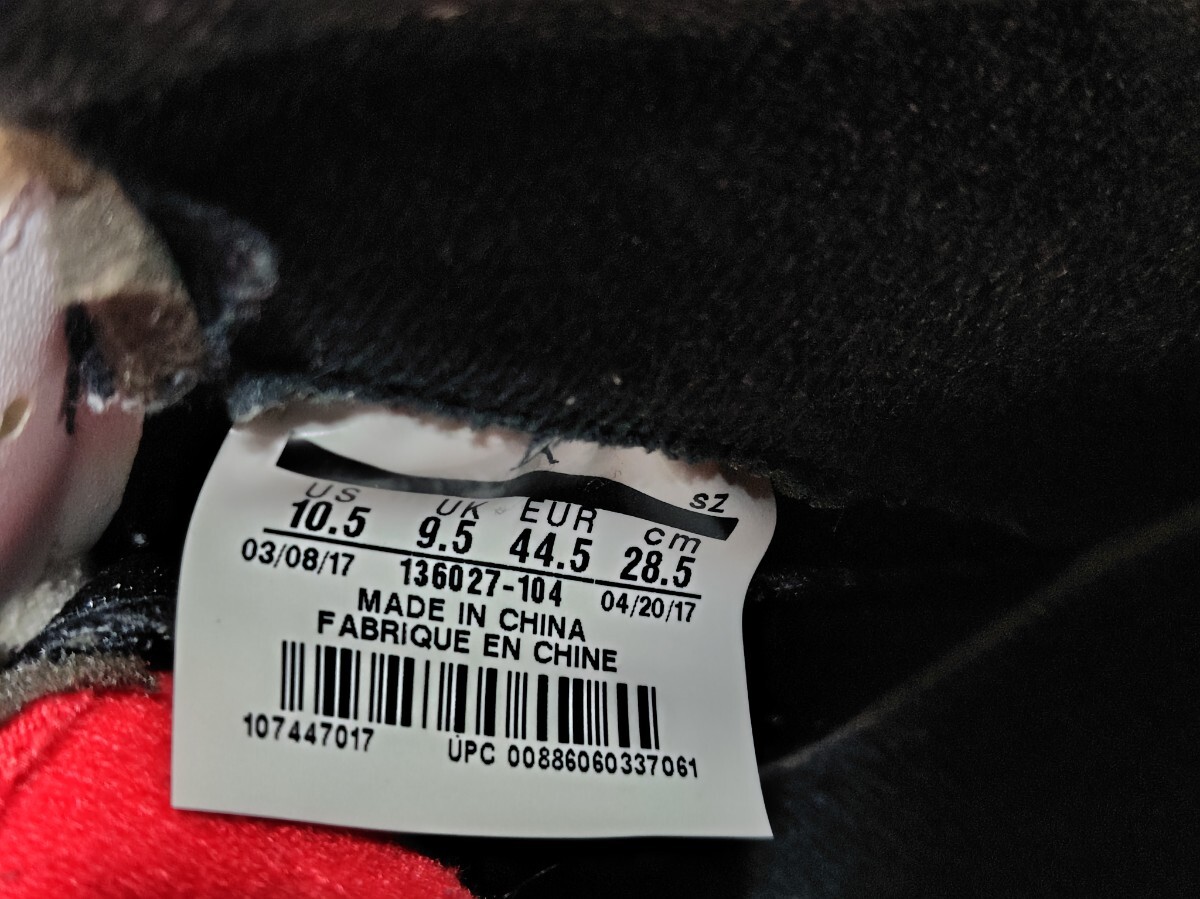 SZ
US UK EUR cm
10.5 9.5 44.5 28.5
03/08/17 136027-104 04/20/17
MADE IN CHINA
FABRIQUE EN CHINE
107447017 UPC 00886060337061